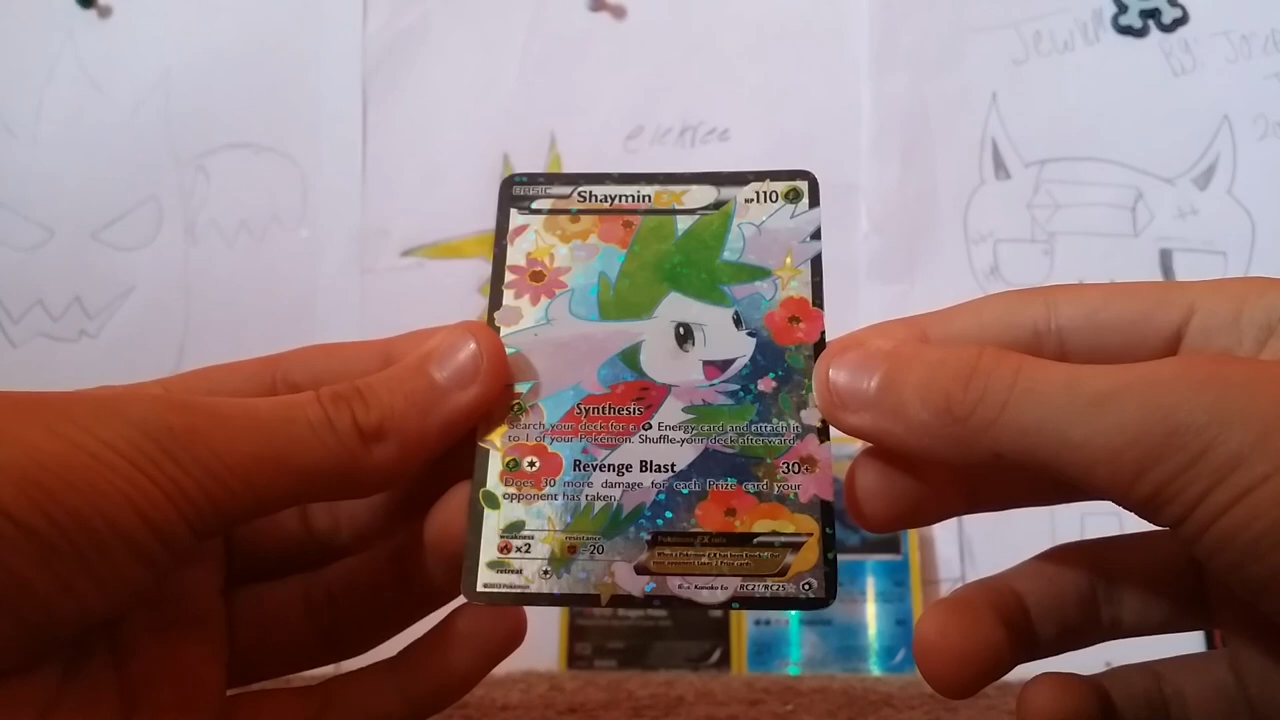 Jewum
By: Jose
elektree
BASIC Shaymin EX HP 110
Synthesis
Search your deck for a Energy card and attach it
to 1 of your Pokémon. Shuffle your deck afterward.
Revenge Blast 30+
Does 30 more damage for each Prize card your
opponent has taken.
weakness resistance
×2 -20
retreat
Pokémon EX rule
When a Pokémon-EX has been Knocked Out,
your opponent takes 2 Prize cards.
©2013 Pokémon Illus. Kanako Eo RC21/RC25